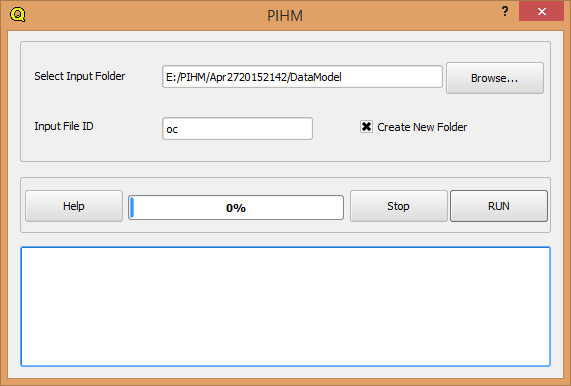 PIHM
?
Select Input Folder E:/PIHM/Apr2720152142/DataModel Browse...
Input File ID oc Create New Folder
Help 0% Stop RUN